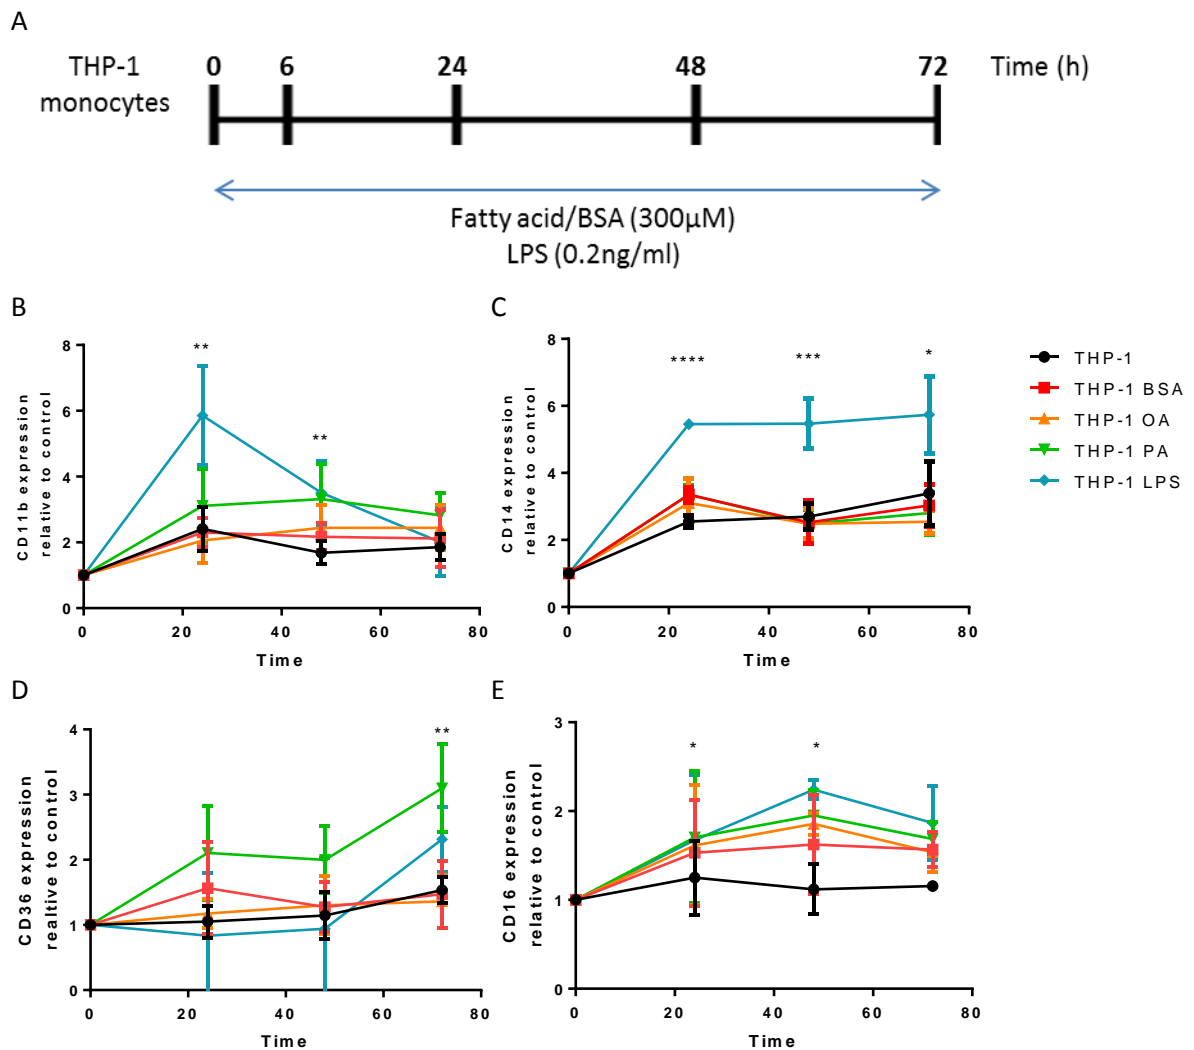 A
THP-1
monocytes
0 6 24 48 72 Time (h)
Fatty acid/BSA (300µM)
LPS (0.2ng/ml)
B
CD11b expression
relative to control
8
6
4
2
0
**
**
0 20 40 60 80
Time
C
CD14 expression
relative to control
8
6
4
2
0
****
***
*
0 20 40 60 80
Time
THP-1
THP-1 BSA
THP-1 OA
THP-1 PA
THP-1 LPS
D
CD36 expression
realtive to control
4
3
2
1
0
**
0 20 40 60 80
Time
E
CD16 expression
relative to control
3
2
1
0
*
*
0 20 40 60 80
Time